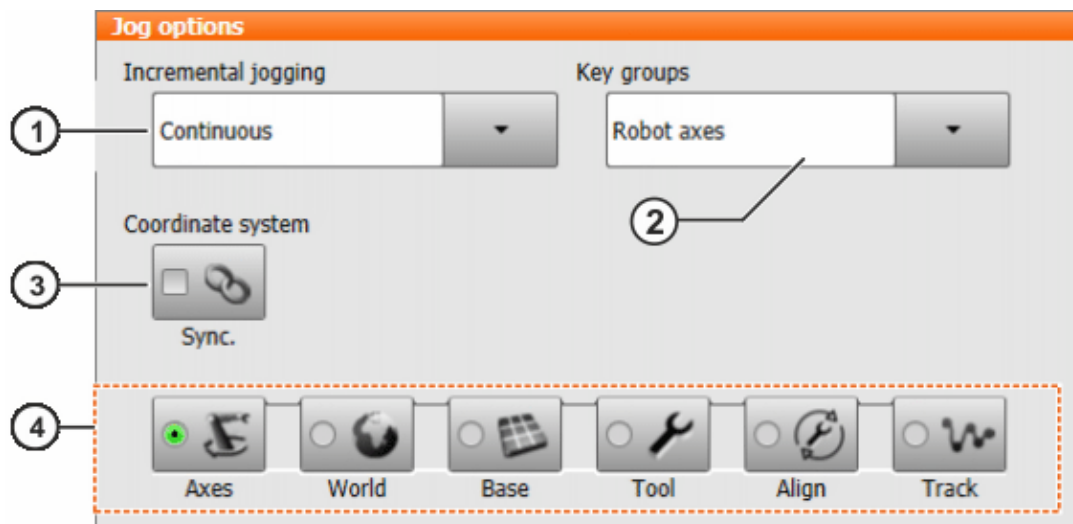 Jog options
Incremental jogging
Key groups
1
Continuous
Robot axes
2
Coordinate system
3
Sync.
4
Axes
World
Base
Tool
Align
Track